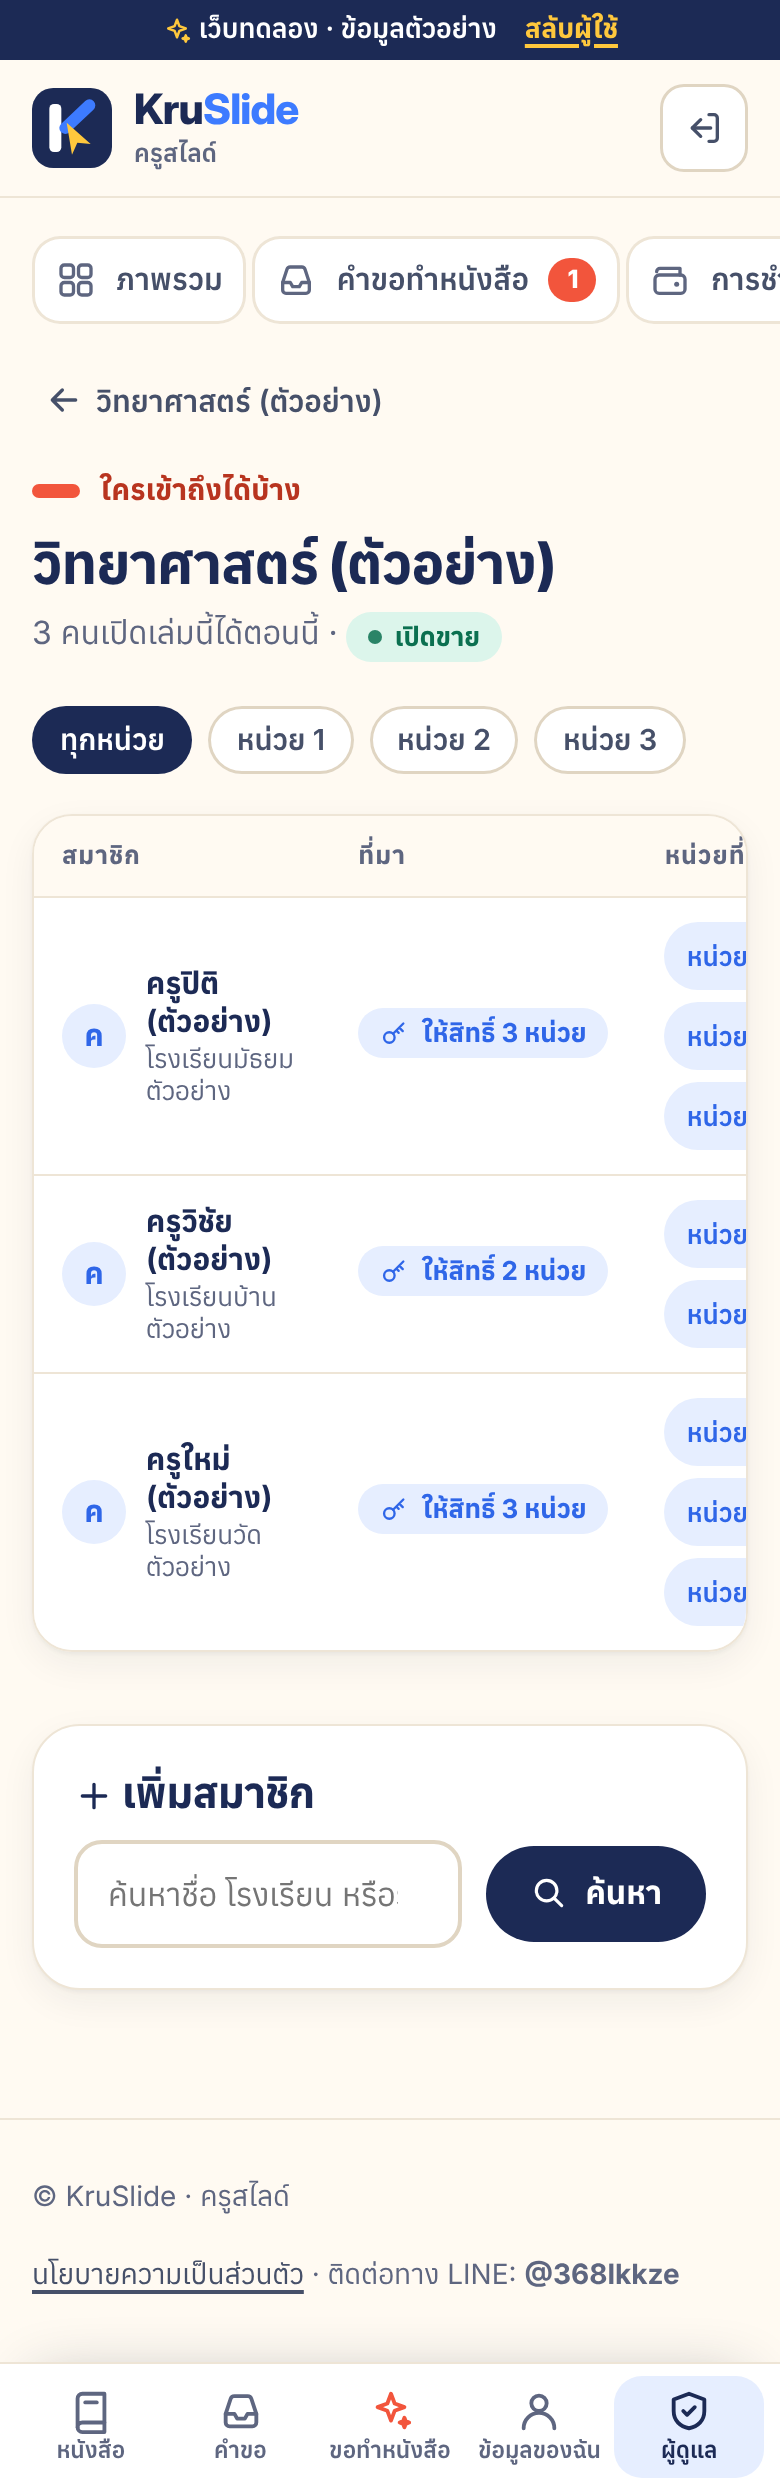 เว็บทดลอง · ข้อมูลตัวอย่าง สลับผู้ใช้
KruSlide
ครูสไลด์
ภาพรวม คำขอทำหนังสือ 1
วิทยาศาสตร์ (ตัวอย่าง)
ใครเข้าถึงได้บ้าง
วิทยาศาสตร์ (ตัวอย่าง)
3 คนเปิดเล่มนี้ได้ตอนนี้ · เปิดขาย
ทุกหน่วย หน่วย 1 หน่วย 2 หน่วย 3
สมาชิก ที่มา หน่วยที่
ครูปิติ
(ตัวอย่าง)
โรงเรียนมัธยม
ตัวอย่าง
ค
ให้สิทธิ์ 3 หน่วย
หน่วย
หน่วย
หน่วย
ครูวิชัย
(ตัวอย่าง)
โรงเรียนบ้าน
ตัวอย่าง
ค
ให้สิทธิ์ 2 หน่วย
หน่วย
หน่วย
ครูใหม่
(ตัวอย่าง)
โรงเรียนวัด
ตัวอย่าง
ค
ให้สิทธิ์ 3 หน่วย
หน่วย
หน่วย
หน่วย
เพิ่มสมาชิก
ค้นหาชื่อ โรงเรียน หรือ ค้นหา
© KruSlide · ครูสไลด์
นโยบายความเป็นส่วนตัว · ติดต่อทาง LINE: @368lkkze
หนังสือ คำขอ ขอทำหนังสือ ข้อมูลของฉัน ผู้ดูแล